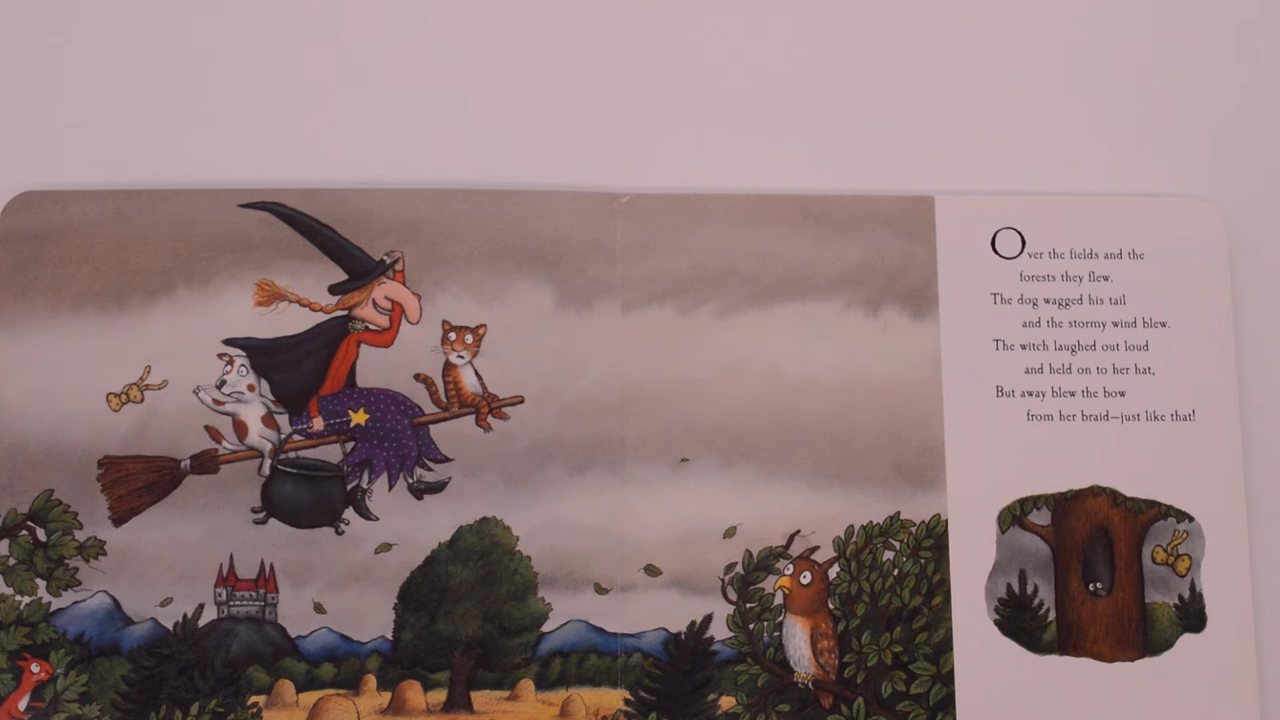 Over the fields and the
forests they flew.
The dog wagged his tail
and the stormy wind blew.
The witch laughed out loud
and held on to her hat,
But away blew the bow
from her braid—just like that!